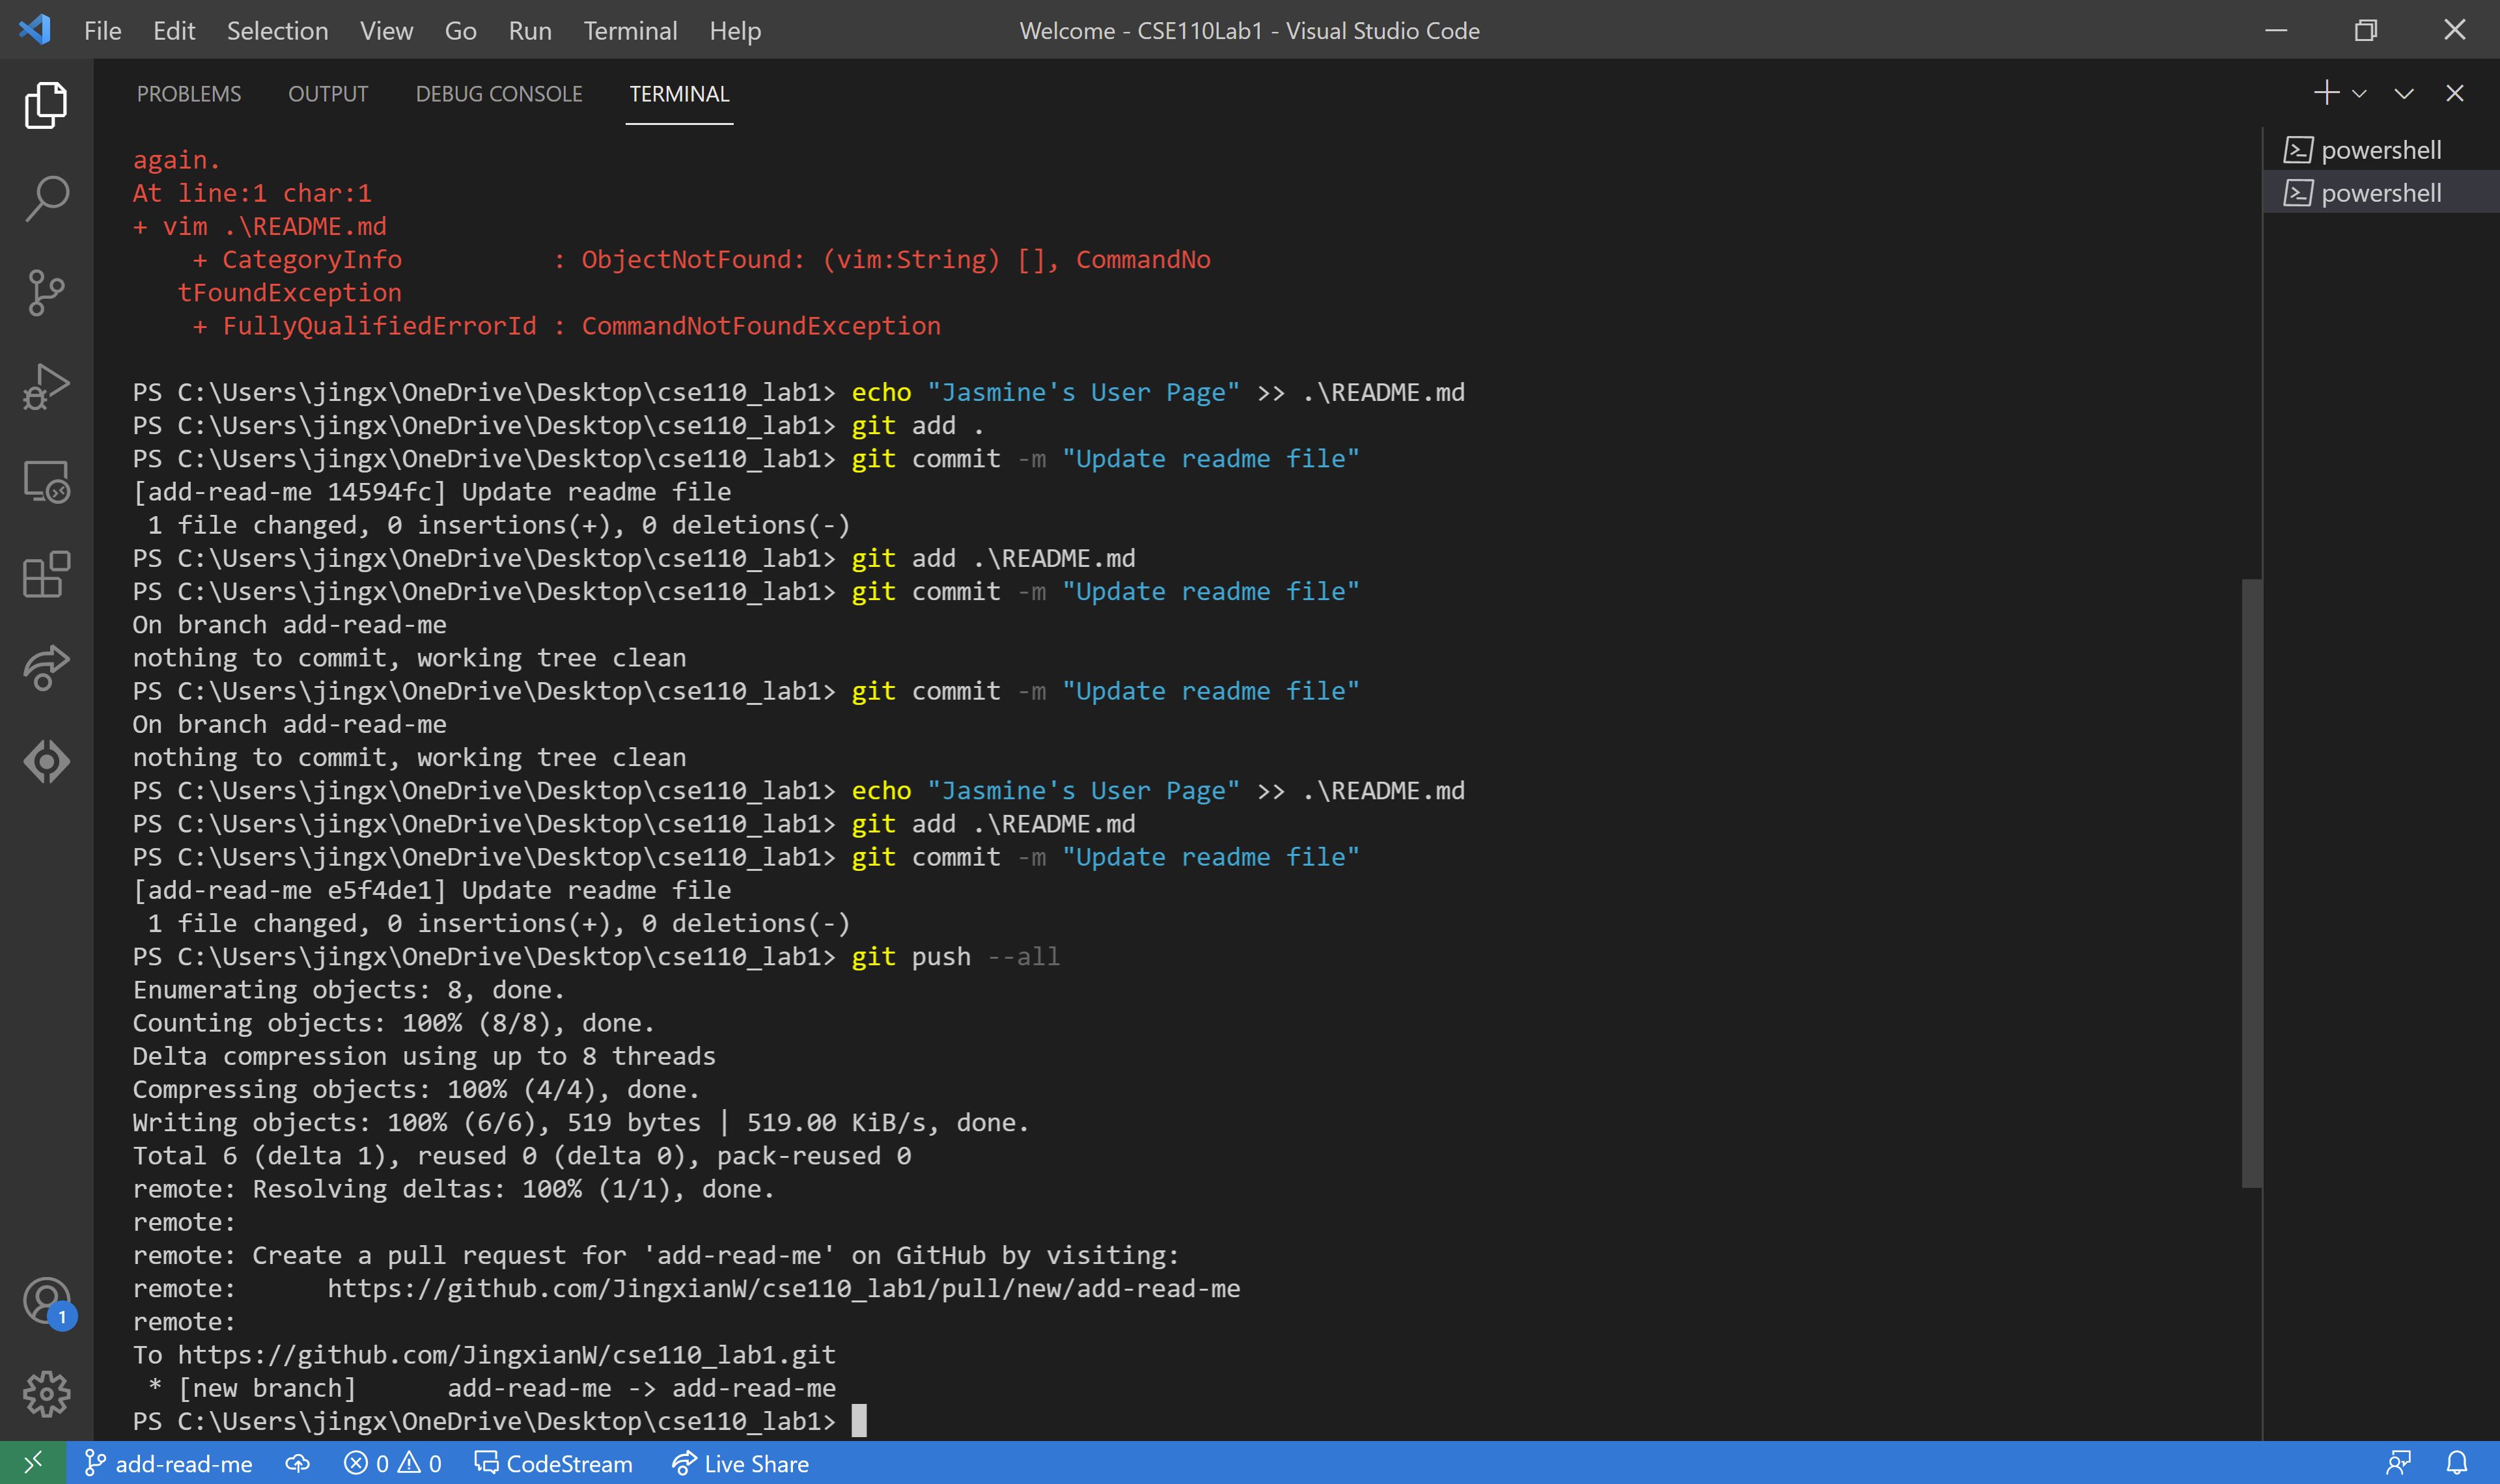 File Edit Selection View Go Run Terminal Help Welcome - CSE110Lab1 - Visual Studio Code
PROBLEMS OUTPUT DEBUG CONSOLE TERMINAL
powershell
powershell
again.
At line:1 char:1
+ vim .\README.md
    + CategoryInfo          : ObjectNotFound: (vim:String) [], CommandNo
   tFoundException
    + FullyQualifiedErrorId : CommandNotFoundException
PS C:\Users\jingx\OneDrive\Desktop\cse110_lab1> echo "Jasmine's User Page" >> .\README.md
PS C:\Users\jingx\OneDrive\Desktop\cse110_lab1> git add .
PS C:\Users\jingx\OneDrive\Desktop\cse110_lab1> git commit -m "Update readme file"
[add-read-me 14594fc] Update readme file
 1 file changed, 0 insertions(+), 0 deletions(-)
PS C:\Users\jingx\OneDrive\Desktop\cse110_lab1> git add .\README.md
PS C:\Users\jingx\OneDrive\Desktop\cse110_lab1> git commit -m "Update readme file"
On branch add-read-me
nothing to commit, working tree clean
PS C:\Users\jingx\OneDrive\Desktop\cse110_lab1> git commit -m "Update readme file"
On branch add-read-me
nothing to commit, working tree clean
PS C:\Users\jingx\OneDrive\Desktop\cse110_lab1> echo "Jasmine's User Page" >> .\README.md
PS C:\Users\jingx\OneDrive\Desktop\cse110_lab1> git add .\README.md
PS C:\Users\jingx\OneDrive\Desktop\cse110_lab1> git commit -m "Update readme file"
[add-read-me e5f4de1] Update readme file
 1 file changed, 0 insertions(+), 0 deletions(-)
PS C:\Users\jingx\OneDrive\Desktop\cse110_lab1> git push --all
Enumerating objects: 8, done.
Counting objects: 100% (8/8), done.
Delta compression using up to 8 threads
Compressing objects: 100% (4/4), done.
Writing objects: 100% (6/6), 519 bytes | 519.00 KiB/s, done.
Total 6 (delta 1), reused 0 (delta 0), pack-reused 0
remote: Resolving deltas: 100% (1/1), done.
remote:
remote: Create a pull request for 'add-read-me' on GitHub by visiting:
remote:      https://github.com/JingxianW/cse110_lab1/pull/new/add-read-me
remote:
To https://github.com/JingxianW/cse110_lab1.git
 * [new branch]      add-read-me -> add-read-me
PS C:\Users\jingx\OneDrive\Desktop\cse110_lab1>
1
add-read-me 0 0 CodeStream Live Share